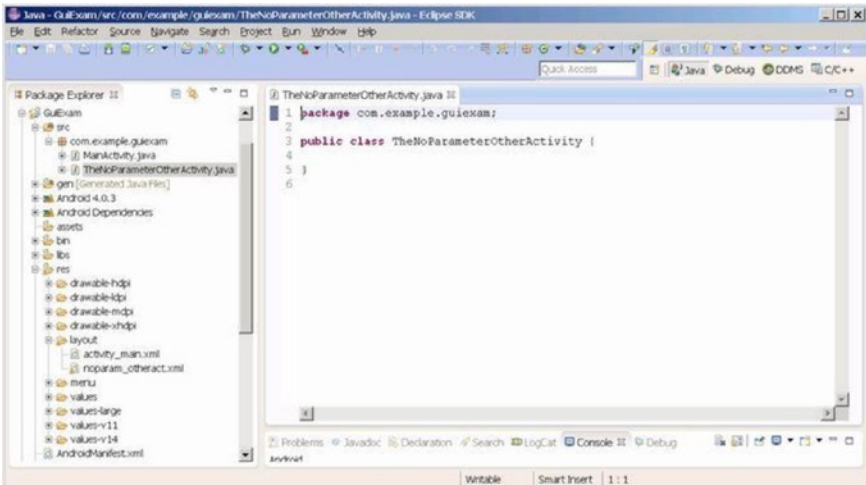 Java - GuiExam/src/com/example/guiexam/TheNoParameterOtherActivity.java - Eclipse SDK
File Edit Refactor Source Navigate Search Project Run Window Help
Quick Access
Java Debug DDMS C/C++
Package Explorer
GuiExam
src
com.example.guiexam
MainActivity.java
TheNoParameterOtherActivity.java
gen [Generated Java Files]
Android 4.0.3
Android Dependencies
assets
bin
libs
res
drawable-hdpi
drawable-ldpi
drawable-mdpi
drawable-xhdpi
layout
activity_main.xml
noparam_otheract.xml
menu
values
values-large
values-v11
values-v14
AndroidManifest.xml
TheNoParameterOtherActivity.java
1 package com.example.guiexam;
2
3 public class TheNoParameterOtherActivity {
4
5 }
6
Problems Javadoc Declaration Search LogCat Console Debug
Android
Writable Smart Insert 1 : 1